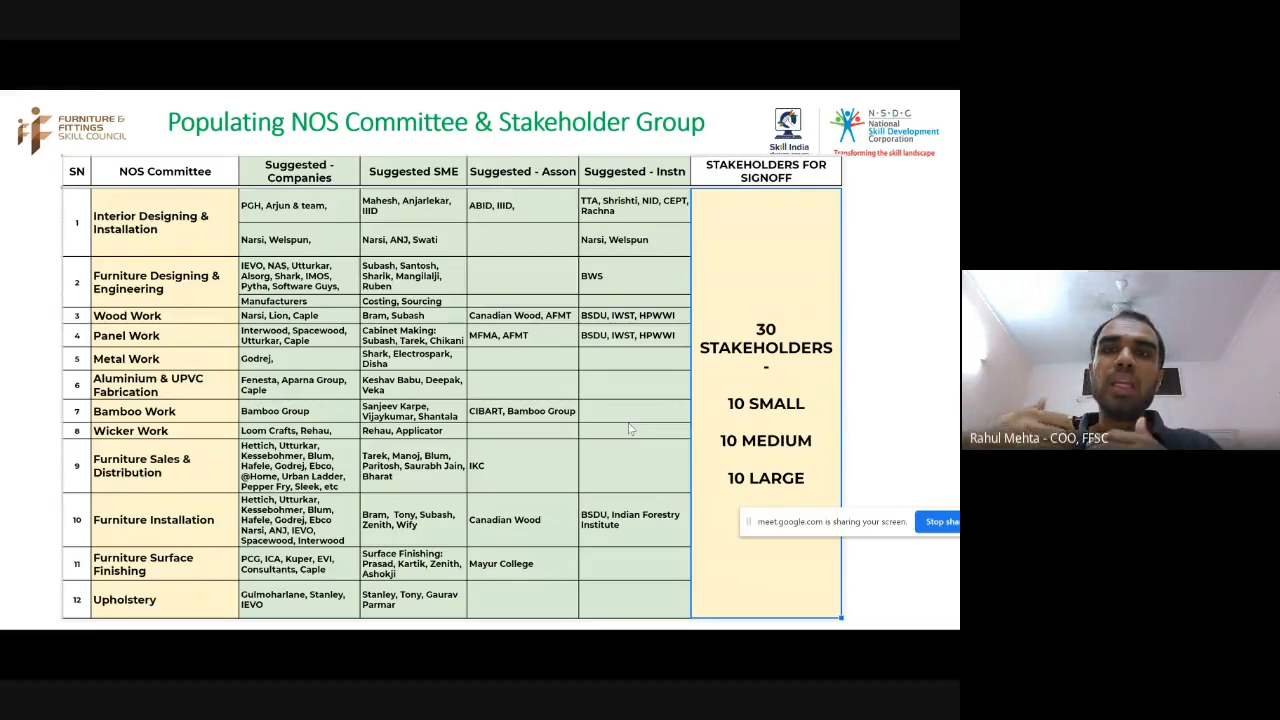 FURNITURE &
FITTINGS
SKILL COUNCIL
Populating NOS Committee & Stakeholder Group
Skill India
N·S·D·C
National
Skill Development
Corporation
Transforming the skill landscape
SN
NOS Committee
Suggested -
Companies
Suggested SME
Suggested - Asson
Suggested - Instn
STAKEHOLDERS FOR
SIGNOFF
1
Interior Designing &
Installation
PGH, Arjun & team,
Mahesh, Anjarlekar,
IIID
ABID, IIID,
TTA, Shrishti, NID, CEPT,
Rachna
Narsi, Welspun,
Narsi, ANJ, Swati
Narsi, Welspun
2
Furniture Designing &
Engineering
IEVO, NAS, Utturkar,
Alsorg, Shark, IMOS,
Pytha, Software Guys,
Subash, Santosh,
Sharik, Mangilalji,
Ruben
BWS
Manufacturers
Costing, Sourcing
3
Wood Work
Narsi, Lion, Caple
Bram, Subash
Canadian Wood, AFMT
BSDU, IWST, HPWWI
4
Panel Work
Interwood, Spacewood,
Utturkar, Caple
Cabinet Making:
Subash, Tarek, Chikani
MFMA, AFMT
BSDU, IWST, HPWWI
5
Metal Work
Godrej,
Shark, Electrospark,
Disha
6
Aluminium & UPVC
Fabrication
Fenesta, Aparna Group,
Caple
Keshav Babu, Deepak,
Veka
7
Bamboo Work
Bamboo Group
Sanjeev Karpe,
Vijaykumar, Shantala
CIBART, Bamboo Group
8
Wicker Work
Loom Crafts, Rehau,
Rehau, Applicator
9
Furniture Sales &
Distribution
Hettich, Utturkar,
Kessebohmer, Blum,
Hafele, Godrej, Ebco,
@Home, Urban Ladder,
Pepper Fry, Sleek, etc
Tarek, Manoj, Blum,
Paritosh, Saurabh Jain,
Bharat
IKC
10
Furniture Installation
Hettich, Utturkar,
Kessebohmer, Blum,
Hafele, Godrej, Ebco
Narsi, ANJ, IEVO,
Spacewood, Interwood
Bram, Tony, Subash,
Zenith, Wify
Canadian Wood
BSDU, Indian Forestry
Institute
11
Furniture Surface
Finishing
PCG, ICA, Kuper, EVI,
Consultants, Caple
Surface Finishing:
Prasad, Kartik, Zenith,
Ashokji
Mayur College
12
Upholstery
Gulmoharlane, Stanley,
IEVO
Stanley, Tony, Gaurav
Parmar
30
STAKEHOLDERS
-
10 SMALL
10 MEDIUM
10 LARGE
meet.google.com is sharing your screen.
Stop sha
Rahul Mehta - COO, FFSC